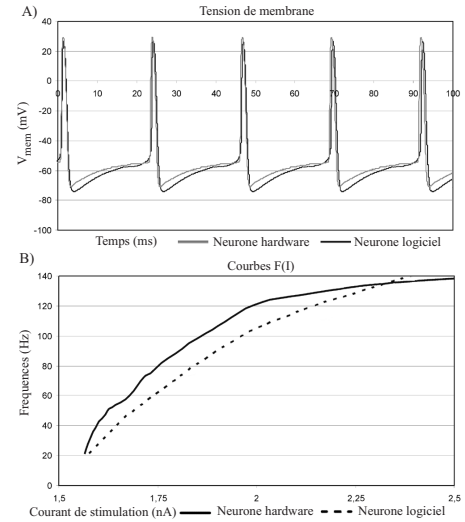 A)
Tension de membrane
40
20
0
0 10 20 30 40 50 60 70 80 90 100
-20
-40
-60
-80
-100
Vmem (mV)
Temps (ms) Neurone hardware Neurone logiciel
B)
Courbes F(I)
140
120
100
80
60
40
20
0
Frequences (Hz)
1,5 1,75 2 2,25 2,5
Courant de stimulation (nA) Neurone hardware Neurone logiciel